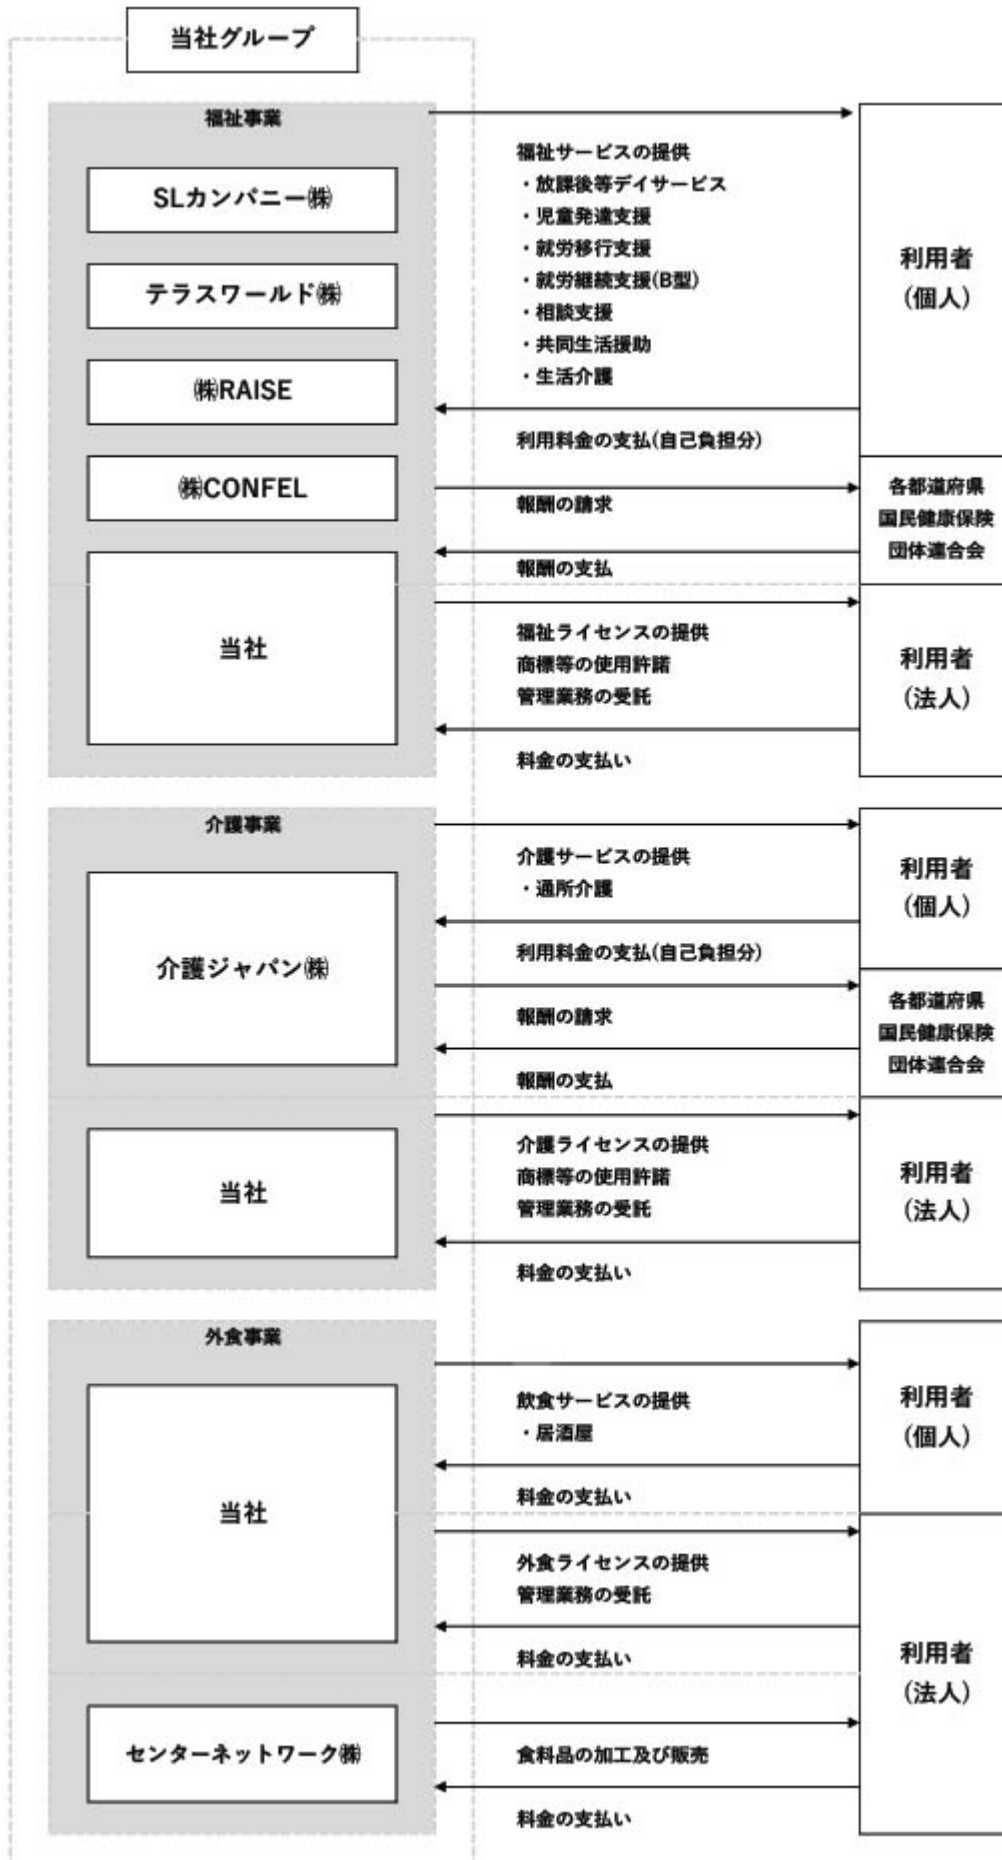 当社グループ
福祉事業
SLカンパニー㈱
テラスワールド㈱
㈱RAISE
㈱CONFEL
当社
福祉サービスの提供
・放課後等デイサービス
・児童発達支援
・就労移行支援
・就労継続支援(B型)
・相談支援
・共同生活援助
・生活介護
利用料金の支払(自己負担分)
報酬の請求
報酬の支払
福祉ライセンスの提供
商標等の使用許諾
管理業務の受託
料金の支払い
利用者
(個人)
各都道府県
国民健康保険
団体連合会
利用者
(法人)
介護事業
介護ジャパン㈱
当社
介護サービスの提供
・通所介護
利用料金の支払(自己負担分)
報酬の請求
報酬の支払
介護ライセンスの提供
商標等の使用許諾
管理業務の受託
料金の支払い
利用者
(個人)
各都道府県
国民健康保険
団体連合会
利用者
(法人)
外食事業
当社
センターネットワーク㈱
飲食サービスの提供
・居酒屋
料金の支払い
外食ライセンスの提供
管理業務の受託
料金の支払い
食料品の加工及び販売
料金の支払い
利用者
(個人)
利用者
(法人)